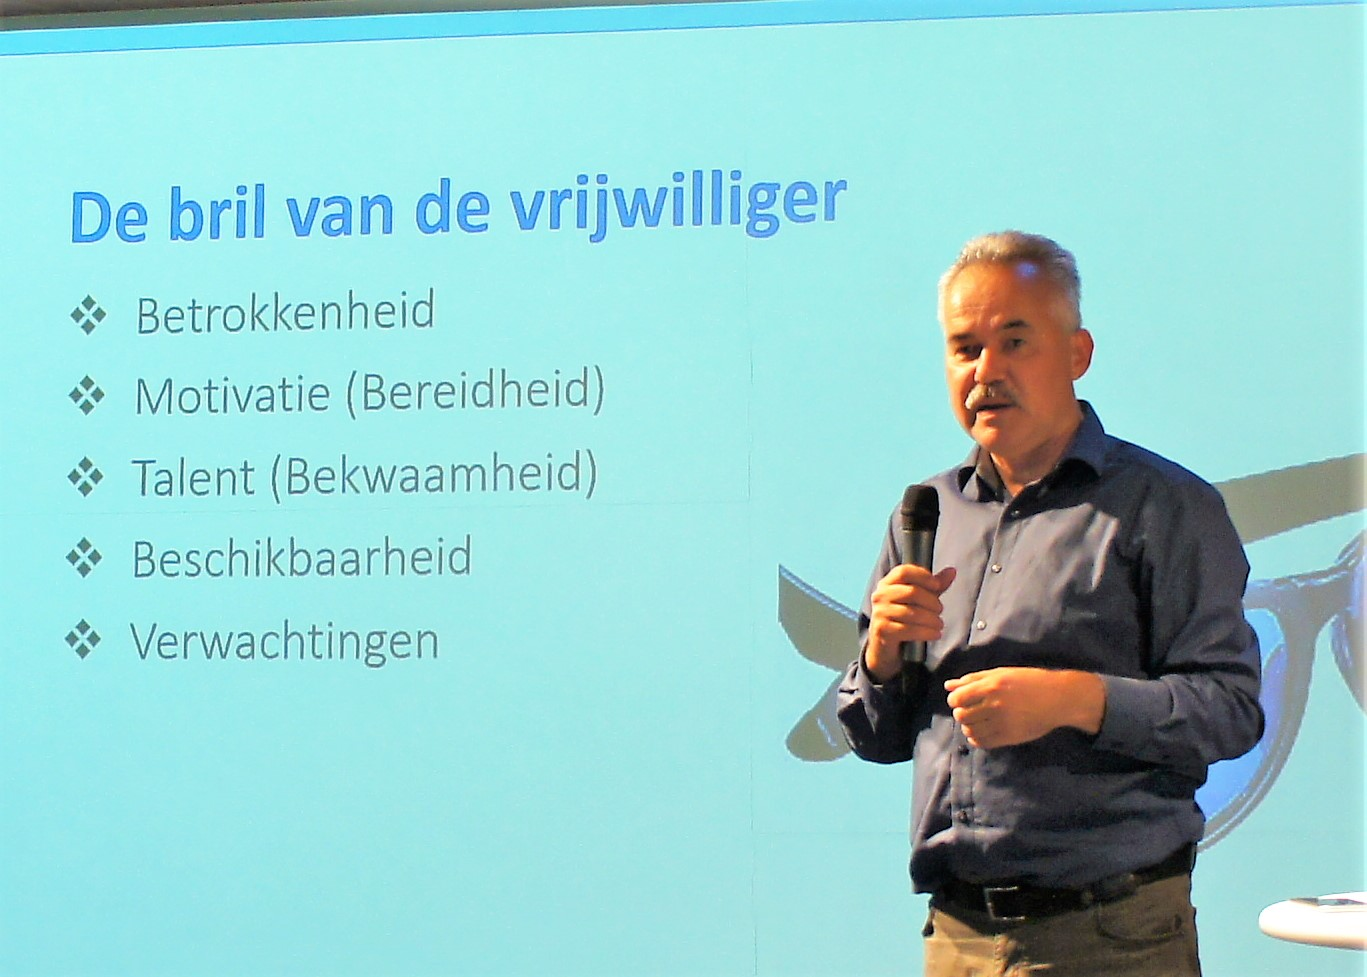 De bril van de vrijwilliger
Betrokkenheid
Motivatie (Bereidheid)
Talent (Bekwaamheid)
Beschikbaarheid
Verwachtingen